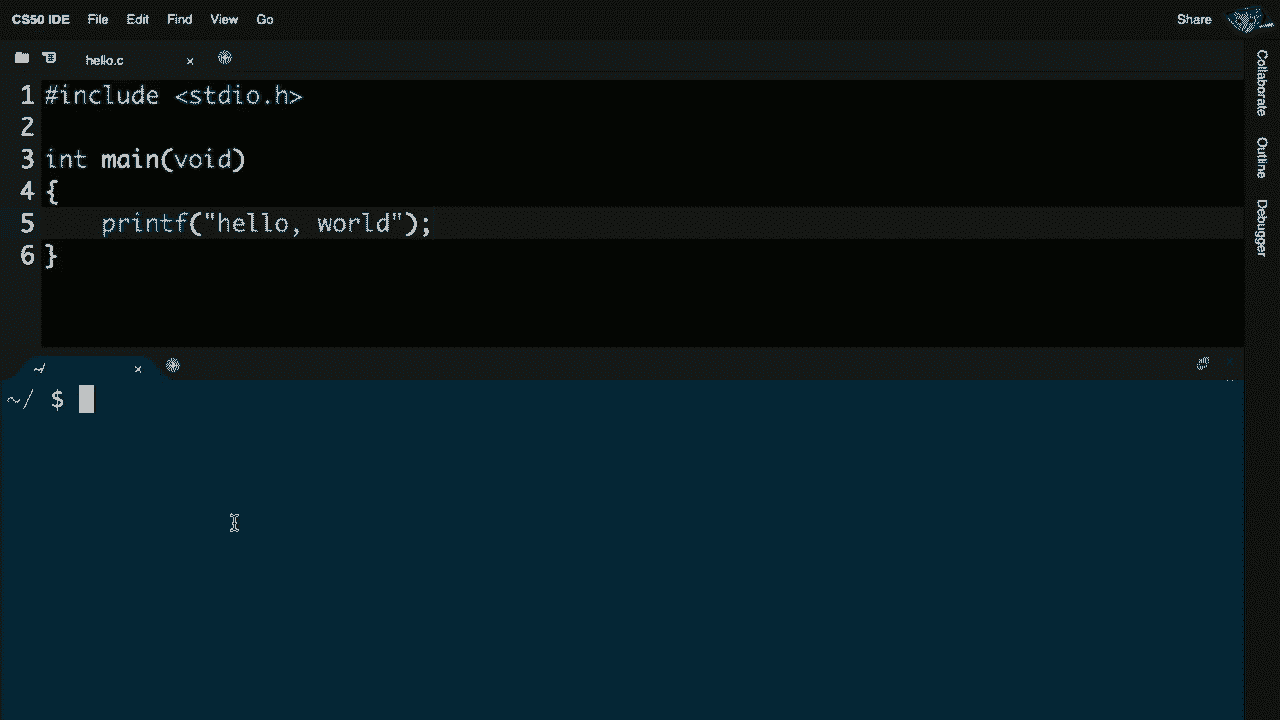 CS50 IDE File Edit Find View Go Share
hello.c
1 #include <stdio.h>
2
3 int main(void)
4 {
5     printf("hello, world");
6 }
~/ $
Collaborate
Outline
Debugger